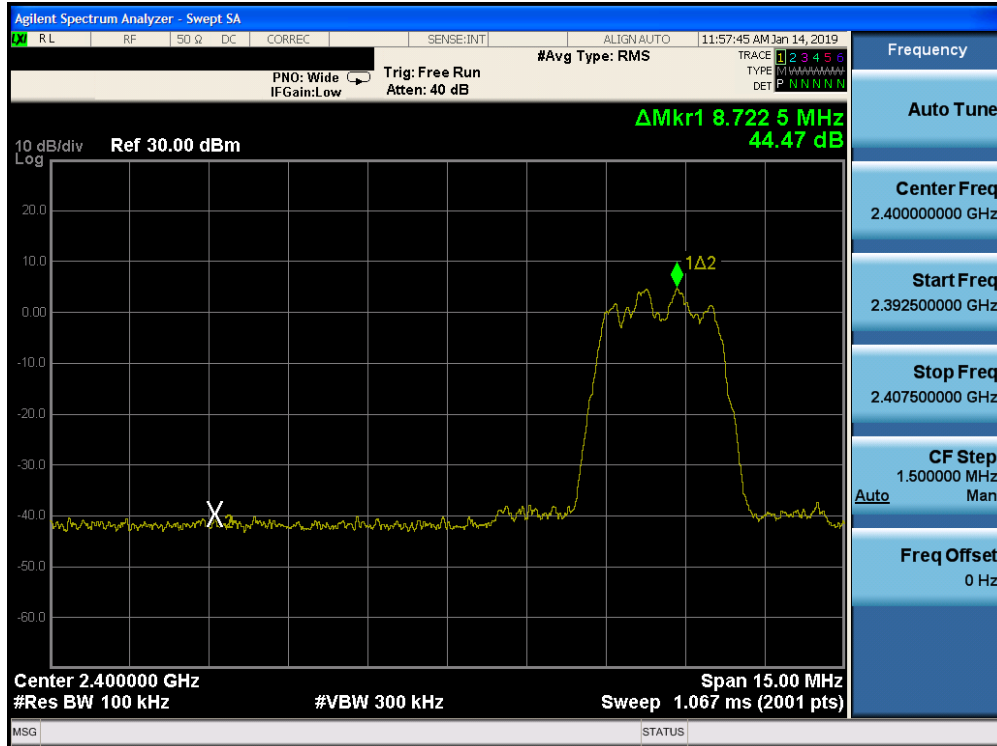 Agilent Spectrum Analyzer - Swept SA
LXI RL RF 50 Ω DC CORREC SENSE:INT ALIGN AUTO 11:57:45 AM Jan 14, 2019
#Avg Type: RMS TRACE 1 2 3 4 5 6
PNO: Wide Trig: Free Run TYPE M WWWWW
IFGain:Low Atten: 40 dB DET P N N N N N
ΔMkr1 8.722 5 MHz
44.47 dB
10 dB/div Ref 30.00 dBm
Log
20.0
10.0
0.00
-10.0
-20.0
-30.0
-40.0
-50.0
-60.0
1Δ2
X
Center 2.400000 GHz Span 15.00 MHz
#Res BW 100 kHz #VBW 300 kHz Sweep 1.067 ms (2001 pts)
MSG STATUS
Frequency
Auto Tune
Center Freq
2.400000000 GHz
Start Freq
2.392500000 GHz
Stop Freq
2.407500000 GHz
CF Step
1.500000 MHz
Auto Man
Freq Offset
0 Hz